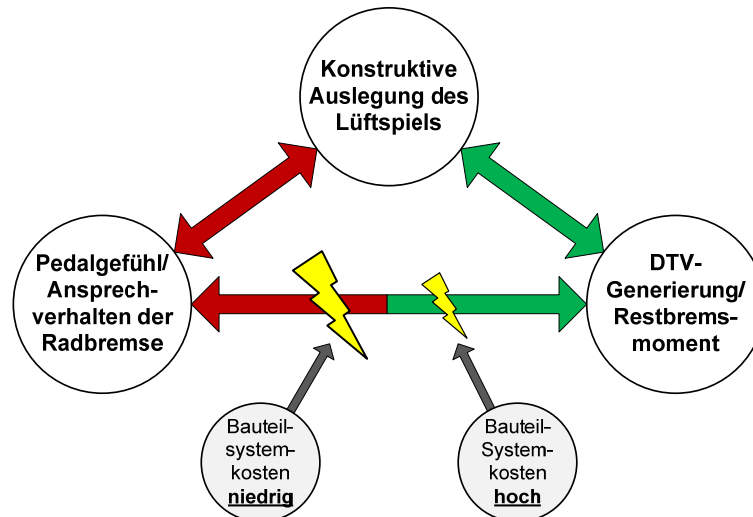 Konstruktive
Auslegung des
Lüftspiels
Pedalgefühl/
Ansprech-
verhalten der
Radbremse
DTV-
Generierung/
Restbrems-
moment
Bauteil-
system-
kosten
niedrig
Bauteil-
System-
kosten
hoch